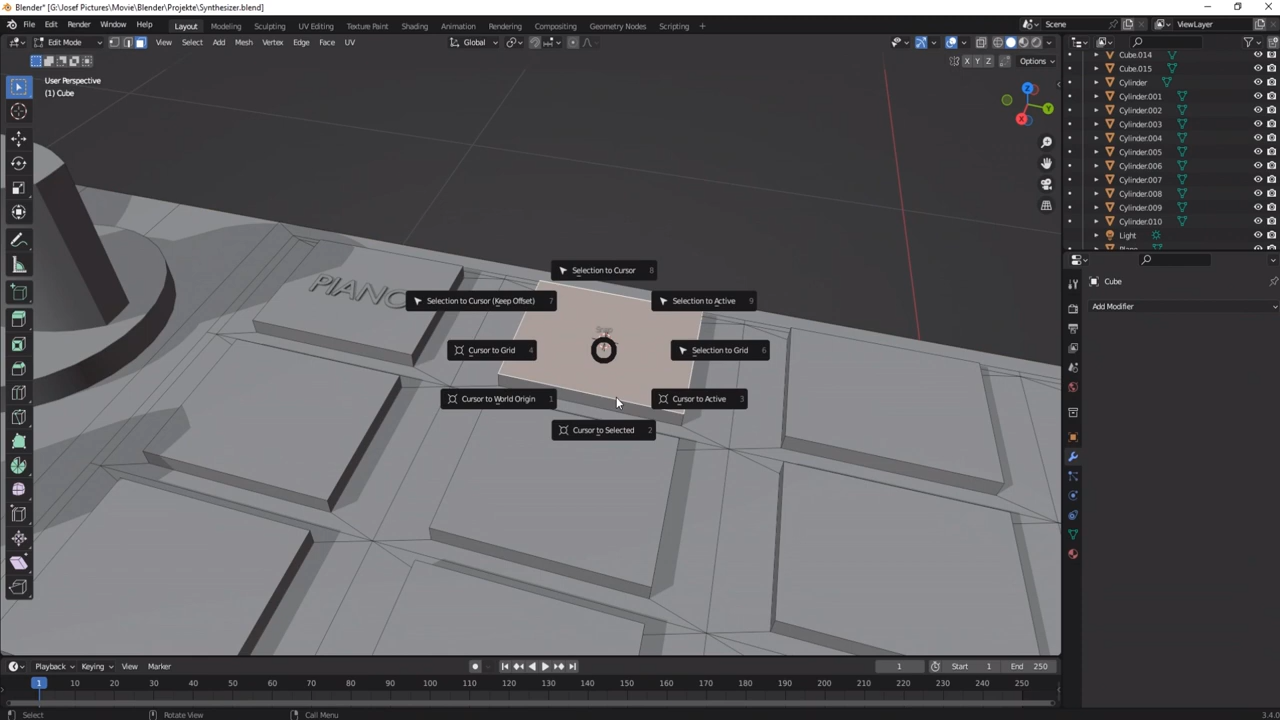 Blender* [G:\Josef Pictures\Movie\Blender\Projekte\Synthesizer.blend]
File Edit Render Window Help Layout Modeling Sculpting UV Editing Texture Paint Shading Animation Rendering Compositing Geometry Nodes Scripting + Scene ViewLayer
Edit Mode View Select Add Mesh Vertex Edge Face UV Global
X Y Z Options
User Perspective
(1) Cube
Z
Y
X
Cube.014
Cube.015
Cylinder
Cylinder.001
Cylinder.002
Cylinder.003
Cylinder.004
Cylinder.005
Cylinder.006
Cylinder.007
Cylinder.008
Cylinder.009
Cylinder.010
Light
Cube
Add Modifier
PIANO
Selection to Cursor 8
Selection to Cursor (Keep Offset) 7
Selection to Active 9
Cursor to Grid 4
Selection to Grid 6
Cursor to World Origin 1
Cursor to Active 3
Cursor to Selected 2
Playback Keying View Marker 1 Start 1 End 250
1 10 20 30 40 50 60 70 80 90 100 110 120 130 140 150 160 170 180 190 200 210 220 230 240 250
Select Rotate View Call Menu 3.4.0